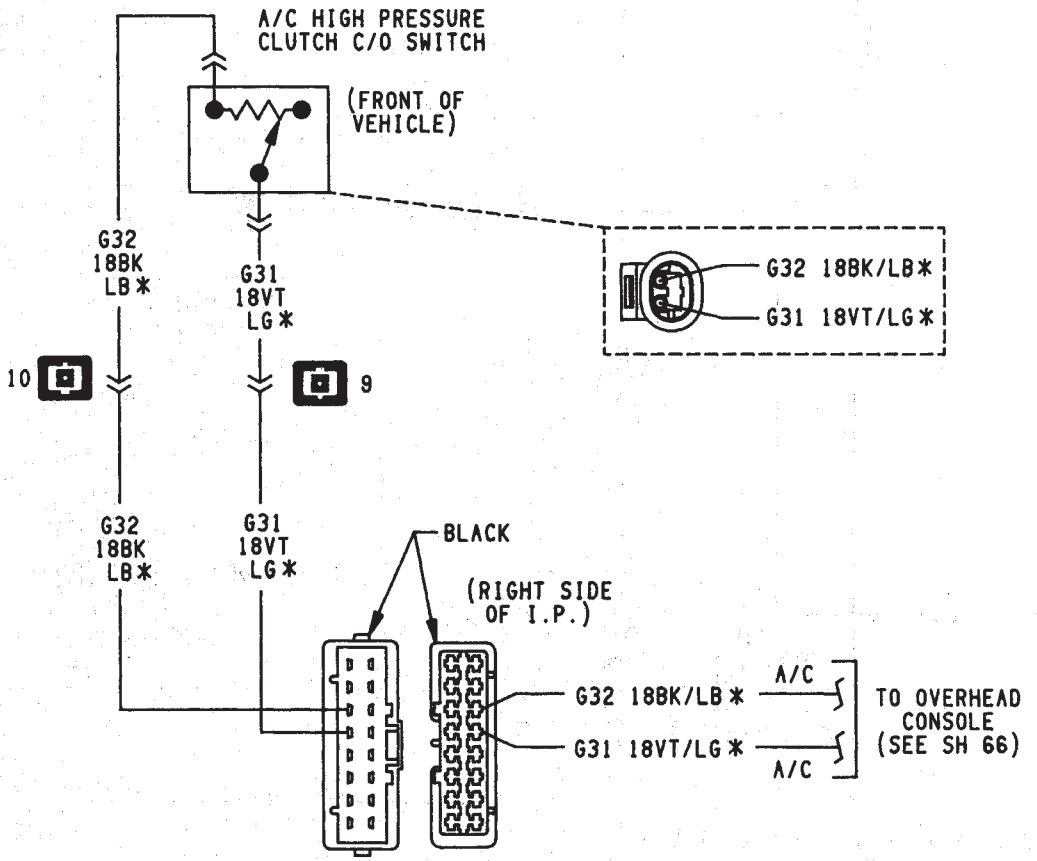 A/C HIGH PRESSURE
CLUTCH C/O SWITCH
(FRONT OF
VEHICLE)
G32
18BK
LB*
G31
18VT
LG*
G32 18BK/LB*
G31 18VT/LG*
10
9
G32
18BK
LB*
G31
18VT
LG*
BLACK
(RIGHT SIDE
OF I.P.)
G32 18BK/LB*
A/C
G31 18VT/LG*
A/C
TO OVERHEAD
CONSOLE
(SEE SH 66)